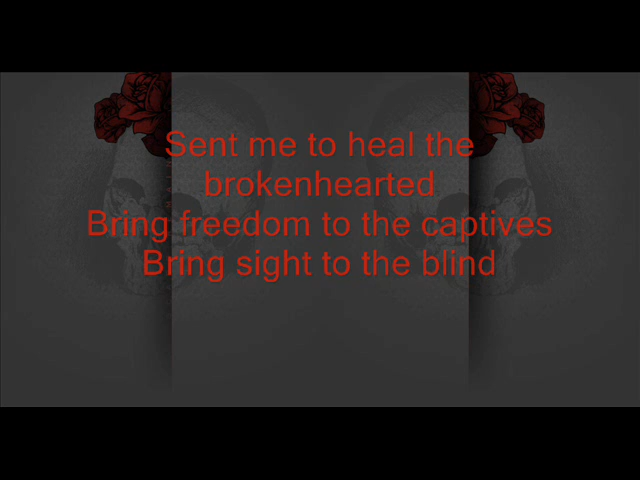 Sent me to heal the
brokenhearted
Bring freedom to the captives
Bring sight to the blind